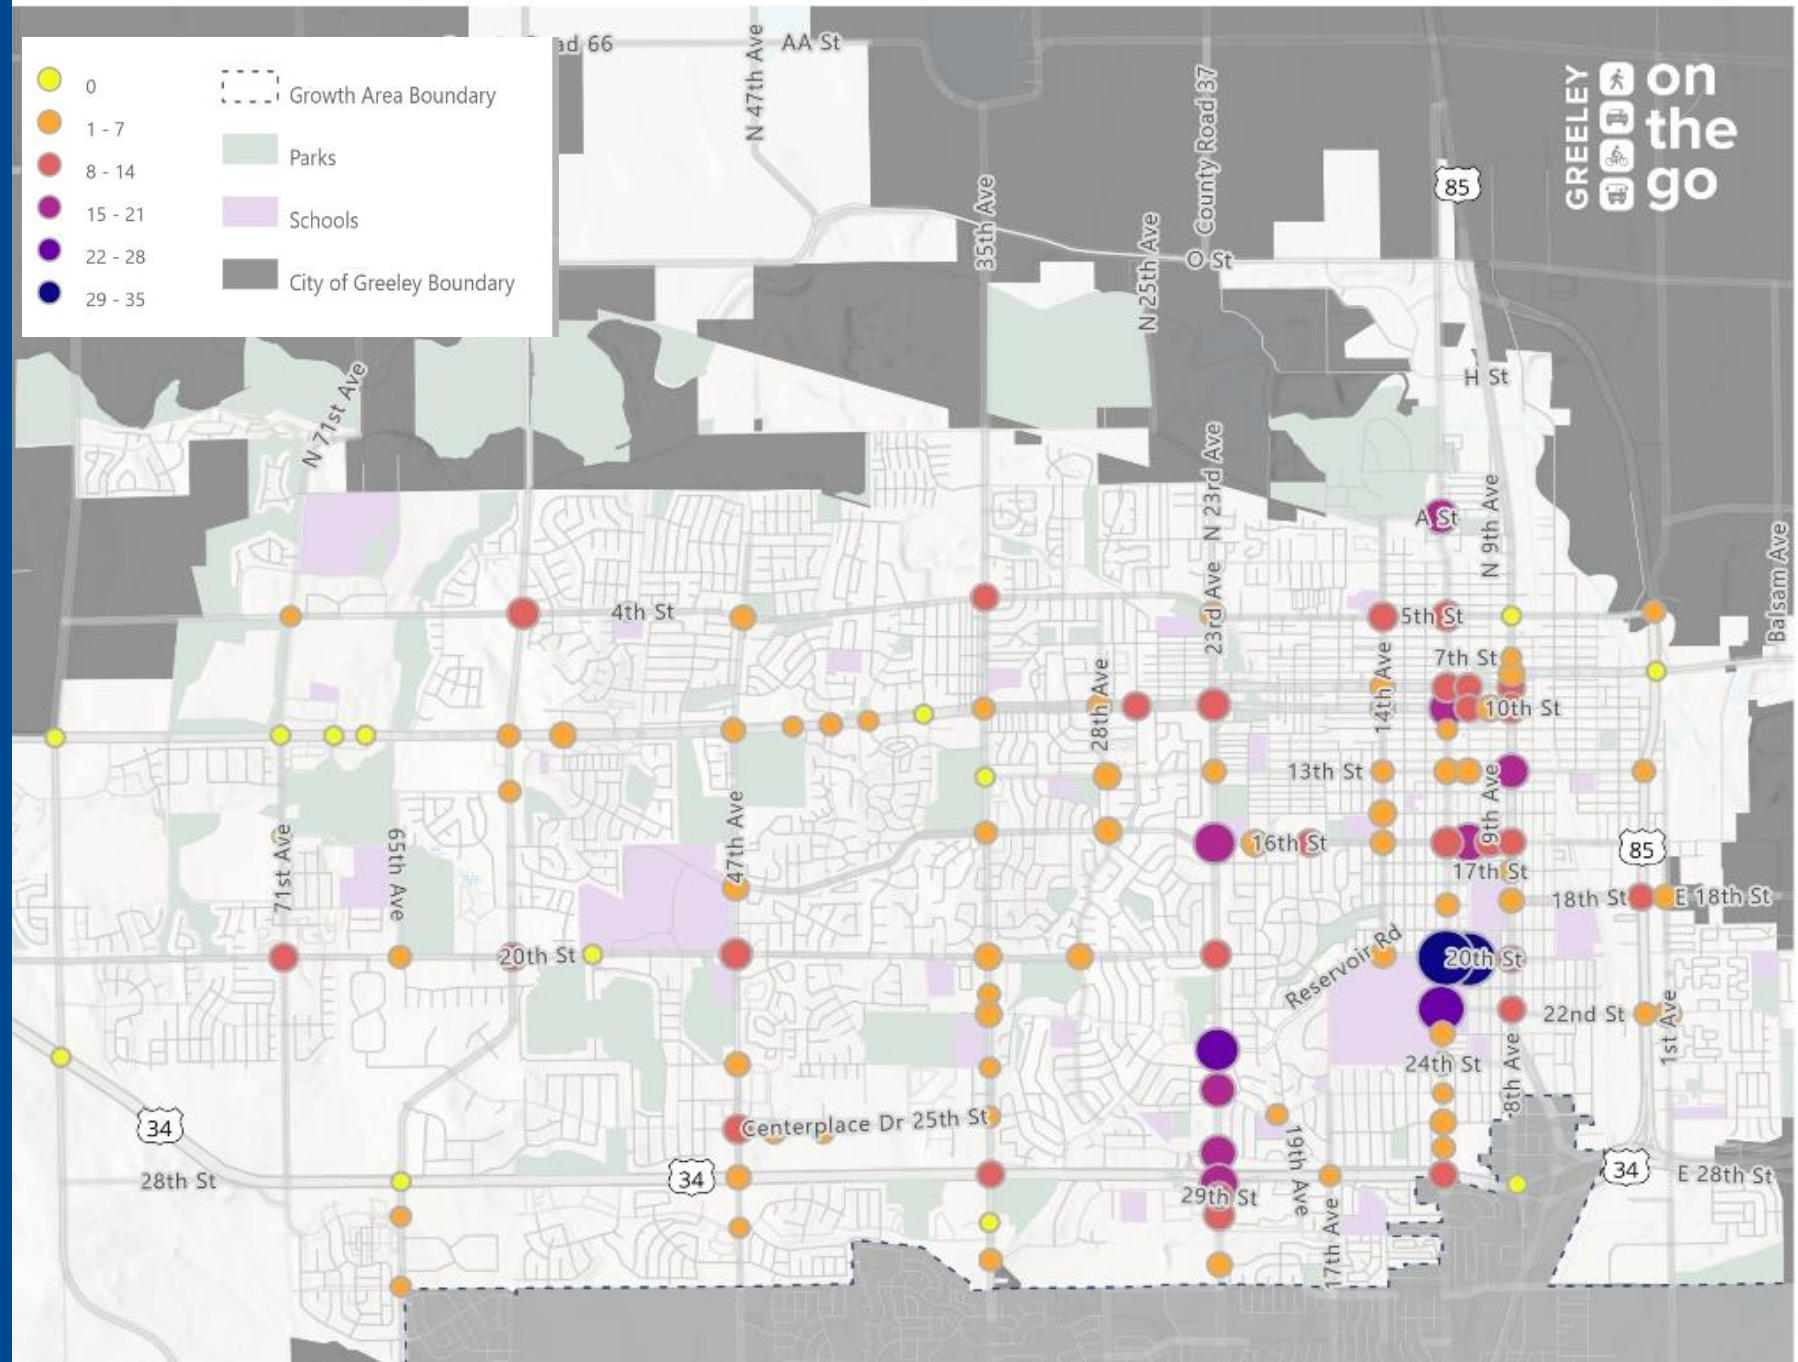 ad 66
AA St
N 47th Ave
County Road 37
35th Ave
N 25th Ave
O St
85
GREELEY
on
the
go
0
1 - 7
8 - 14
15 - 21
22 - 28
29 - 35
Growth Area Boundary
Parks
Schools
City of Greeley Boundary
N 71st Ave
H St
N 23rd Ave
23rd Ave
A St
N 9th Ave
Balsam Ave
4th St
5th St
7th St
28th Ave
14th Ave
10th St
13th St
9th Ave
71st Ave
65th Ave
47th Ave
16th St
17th St
85
18th St
E 18th St
20th St
Reservoir Rd
20th St
22nd St
1st Ave
24th St
8th Ave
34
Centerplace Dr
25th St
19th Ave
28th St
34
29th St
17th Ave
34
E 28th St